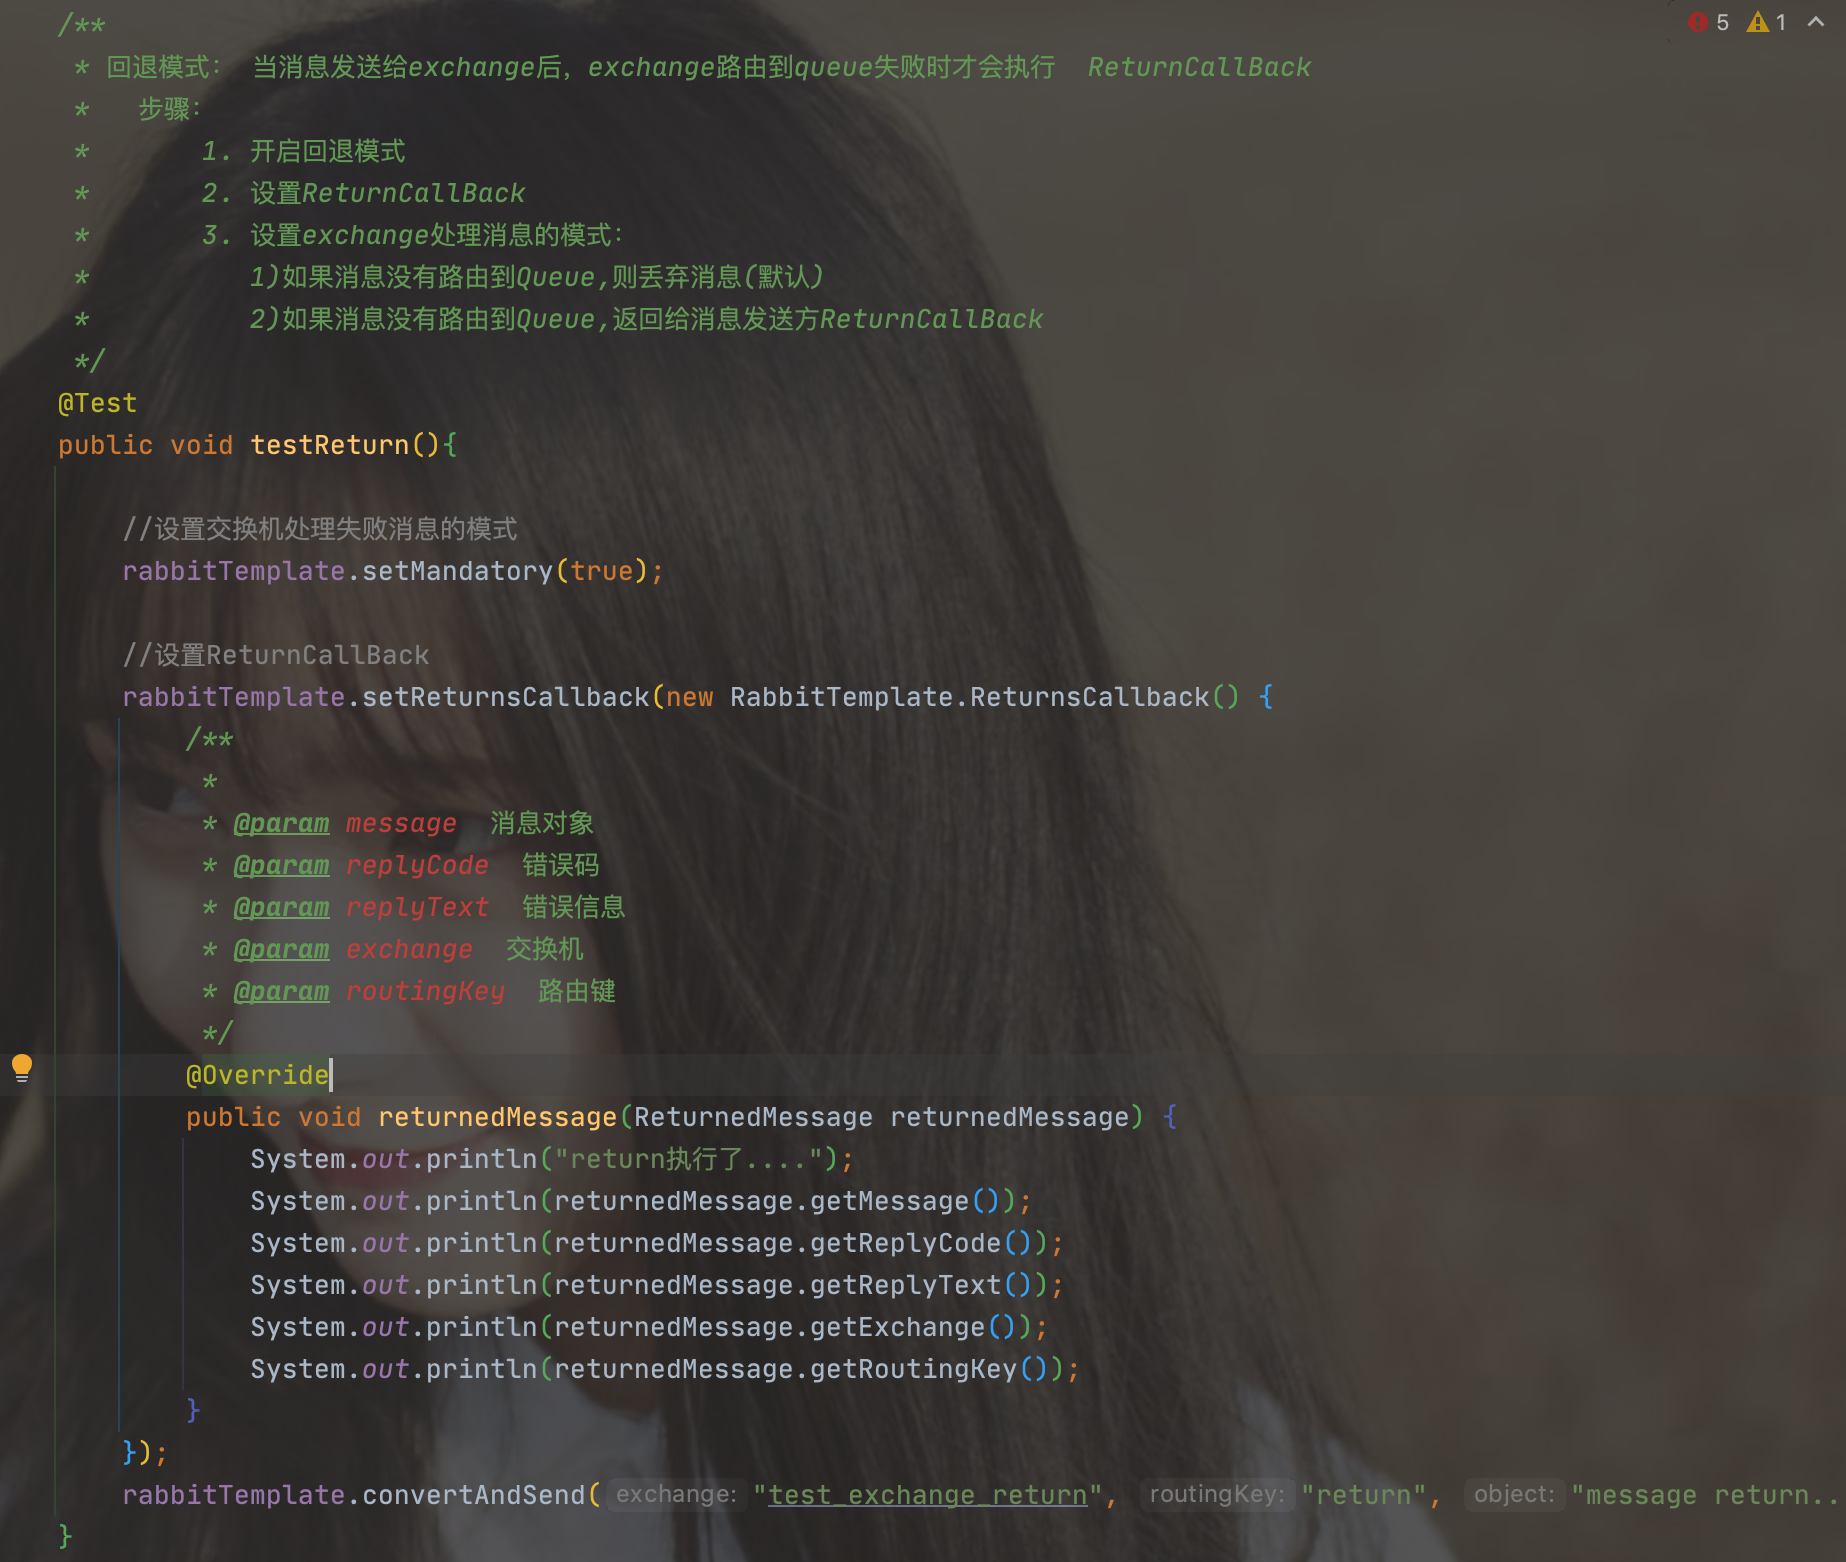 /**
 * 回退模式： 当消息发送给exchange后，exchange路由到queue失败时才会执行 ReturnCallBack
 *   步骤：
 *       1. 开启回退模式
 *       2. 设置ReturnCallBack
 *       3. 设置exchange处理消息的模式：
 *          1)如果消息没有路由到Queue,则丢弃消息(默认)
 *          2)如果消息没有路由到Queue,返回给消息发送方ReturnCallBack
 */
@Test
public void testReturn(){
    //设置交换机处理失败消息的模式
    rabbitTemplate.setMandatory(true);
    //设置ReturnCallBack
    rabbitTemplate.setReturnsCallback(new RabbitTemplate.ReturnsCallback() {
        /**
         *
         * @param message  消息对象
         * @param replyCode  错误码
         * @param replyText  错误信息
         * @param exchange  交换机
         * @param routingKey  路由键
         */
        @Override
        public void returnedMessage(ReturnedMessage returnedMessage) {
            System.out.println("return执行了....");
            System.out.println(returnedMessage.getMessage());
            System.out.println(returnedMessage.getReplyCode());
            System.out.println(returnedMessage.getReplyText());
            System.out.println(returnedMessage.getExchange());
            System.out.println(returnedMessage.getRoutingKey());
        }
    });
    rabbitTemplate.convertAndSend( exchange: "test_exchange_return", routingKey: "return", object: "message return..
}
5 1